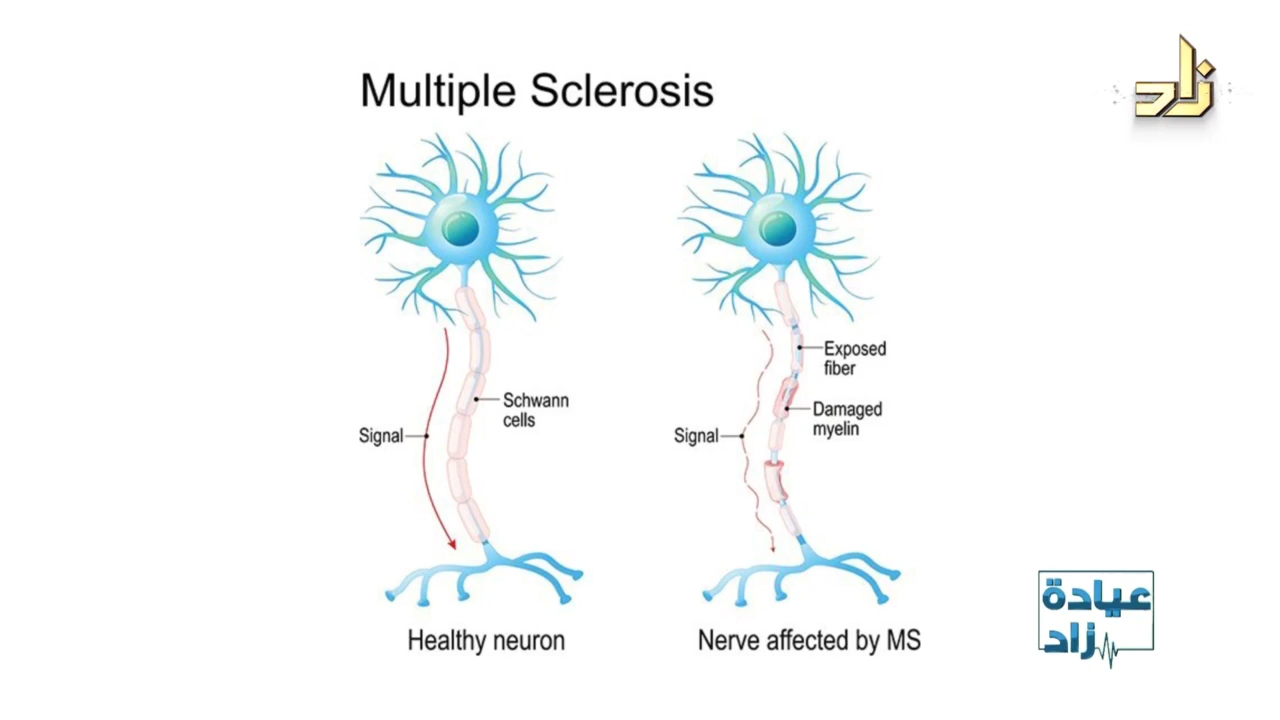 Multiple Sclerosis
زاد
Signal
Schwann
cells
Healthy neuron
Exposed
fiber
Damaged
myelin
Signal
Nerve affected by MS
عيادة
زاد